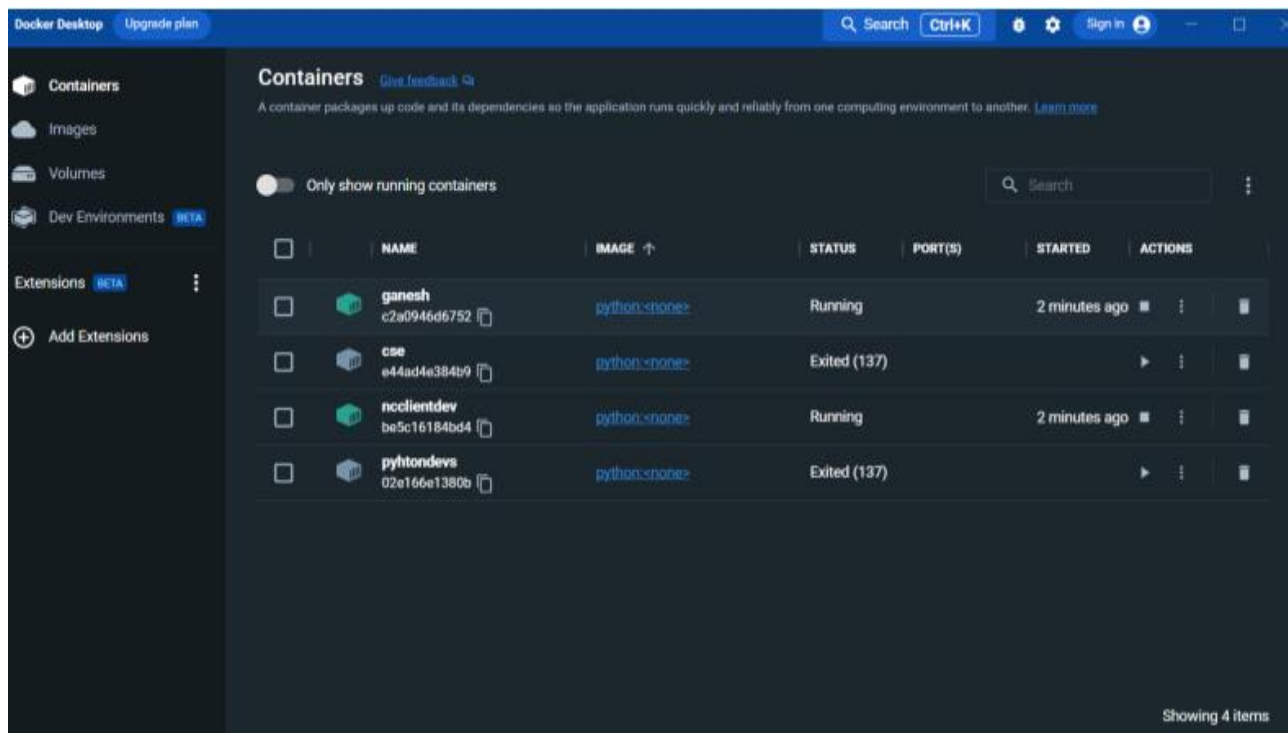 Docker Desktop Upgrade plan Search Ctrl+K Sign in
Containers
Images
Volumes
Dev Environments BETA
Extensions BETA
Add Extensions
Containers Give feedback
A container packages up code and its dependencies so the application runs quickly and reliably from one computing environment to another. Learn more
Only show running containers Search
NAME IMAGE ↑ STATUS PORT(S) STARTED ACTIONS
ganesh
c2a0946d6752 python:<none> Running 2 minutes ago
cse
e44ad4e384b9 python:<none> Exited (137)
ncclientdev
be5c16184bd4 python:<none> Running 2 minutes ago
pyhtondevs
02e166e1380b python:<none> Exited (137)
Showing 4 items